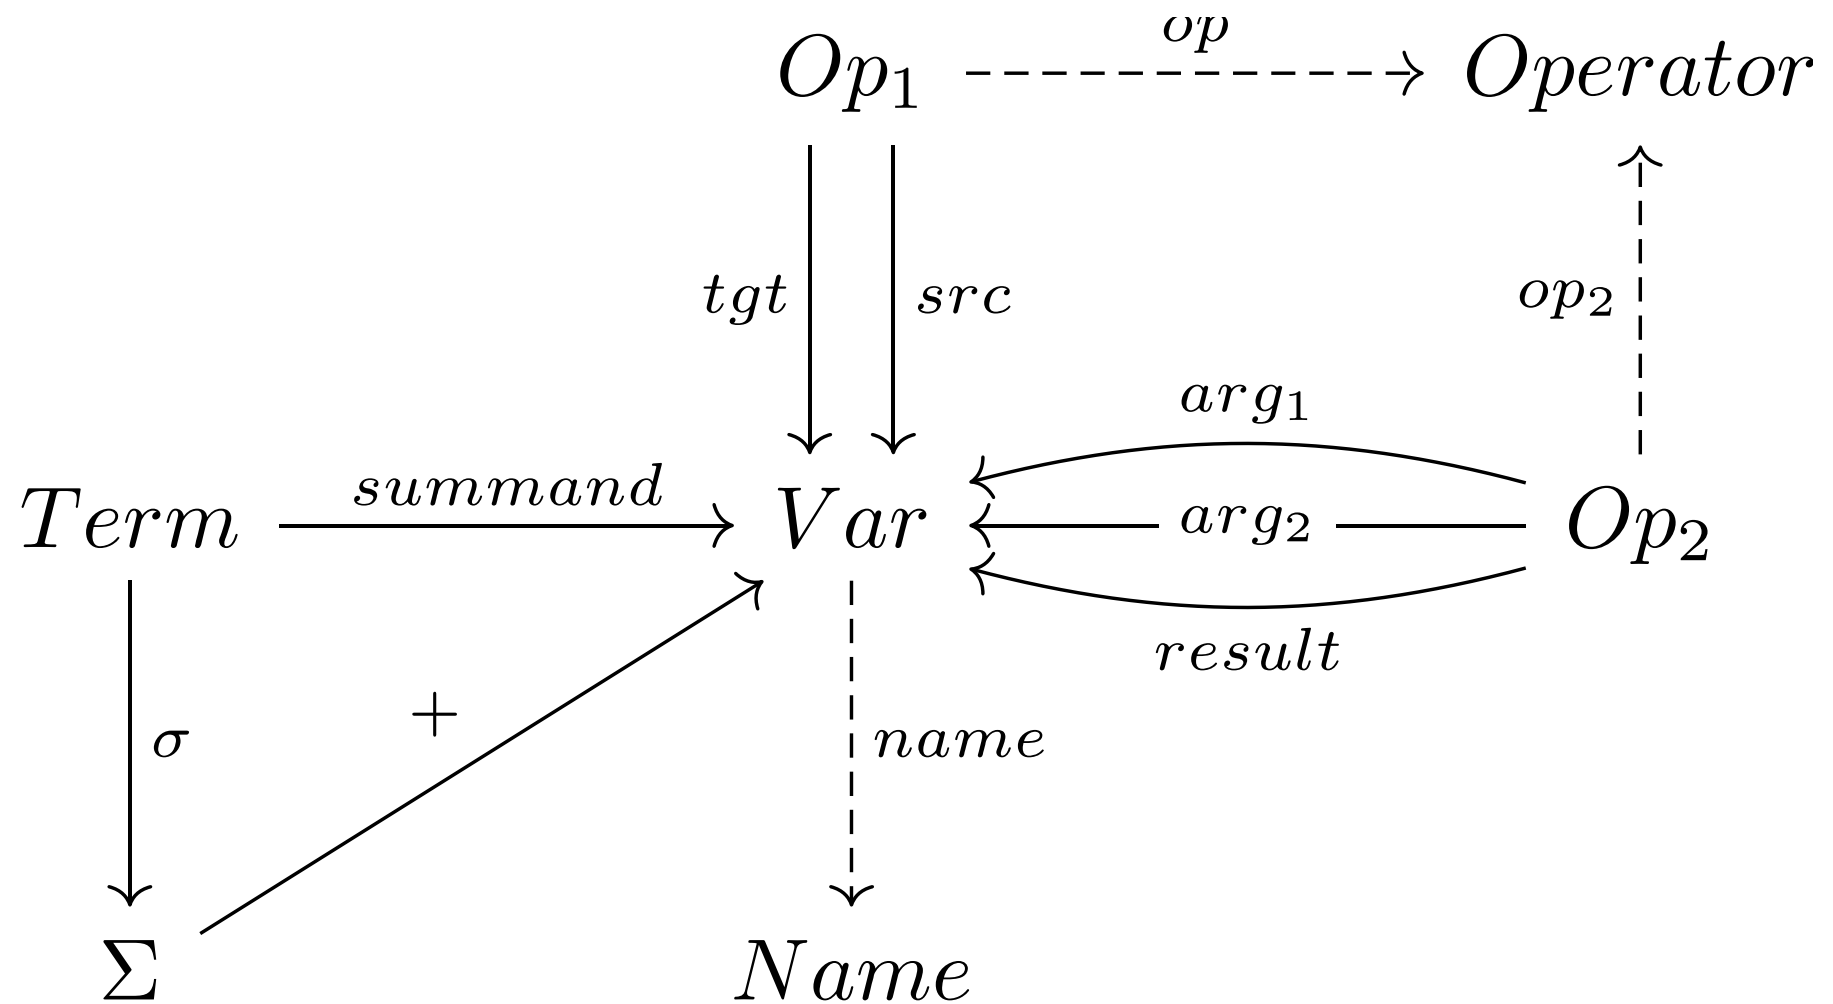 op
Op₁ Operator
tgt src op₂
arg₁
summand
Term Var arg₂ Op₂
result
+
σ name
Σ Name